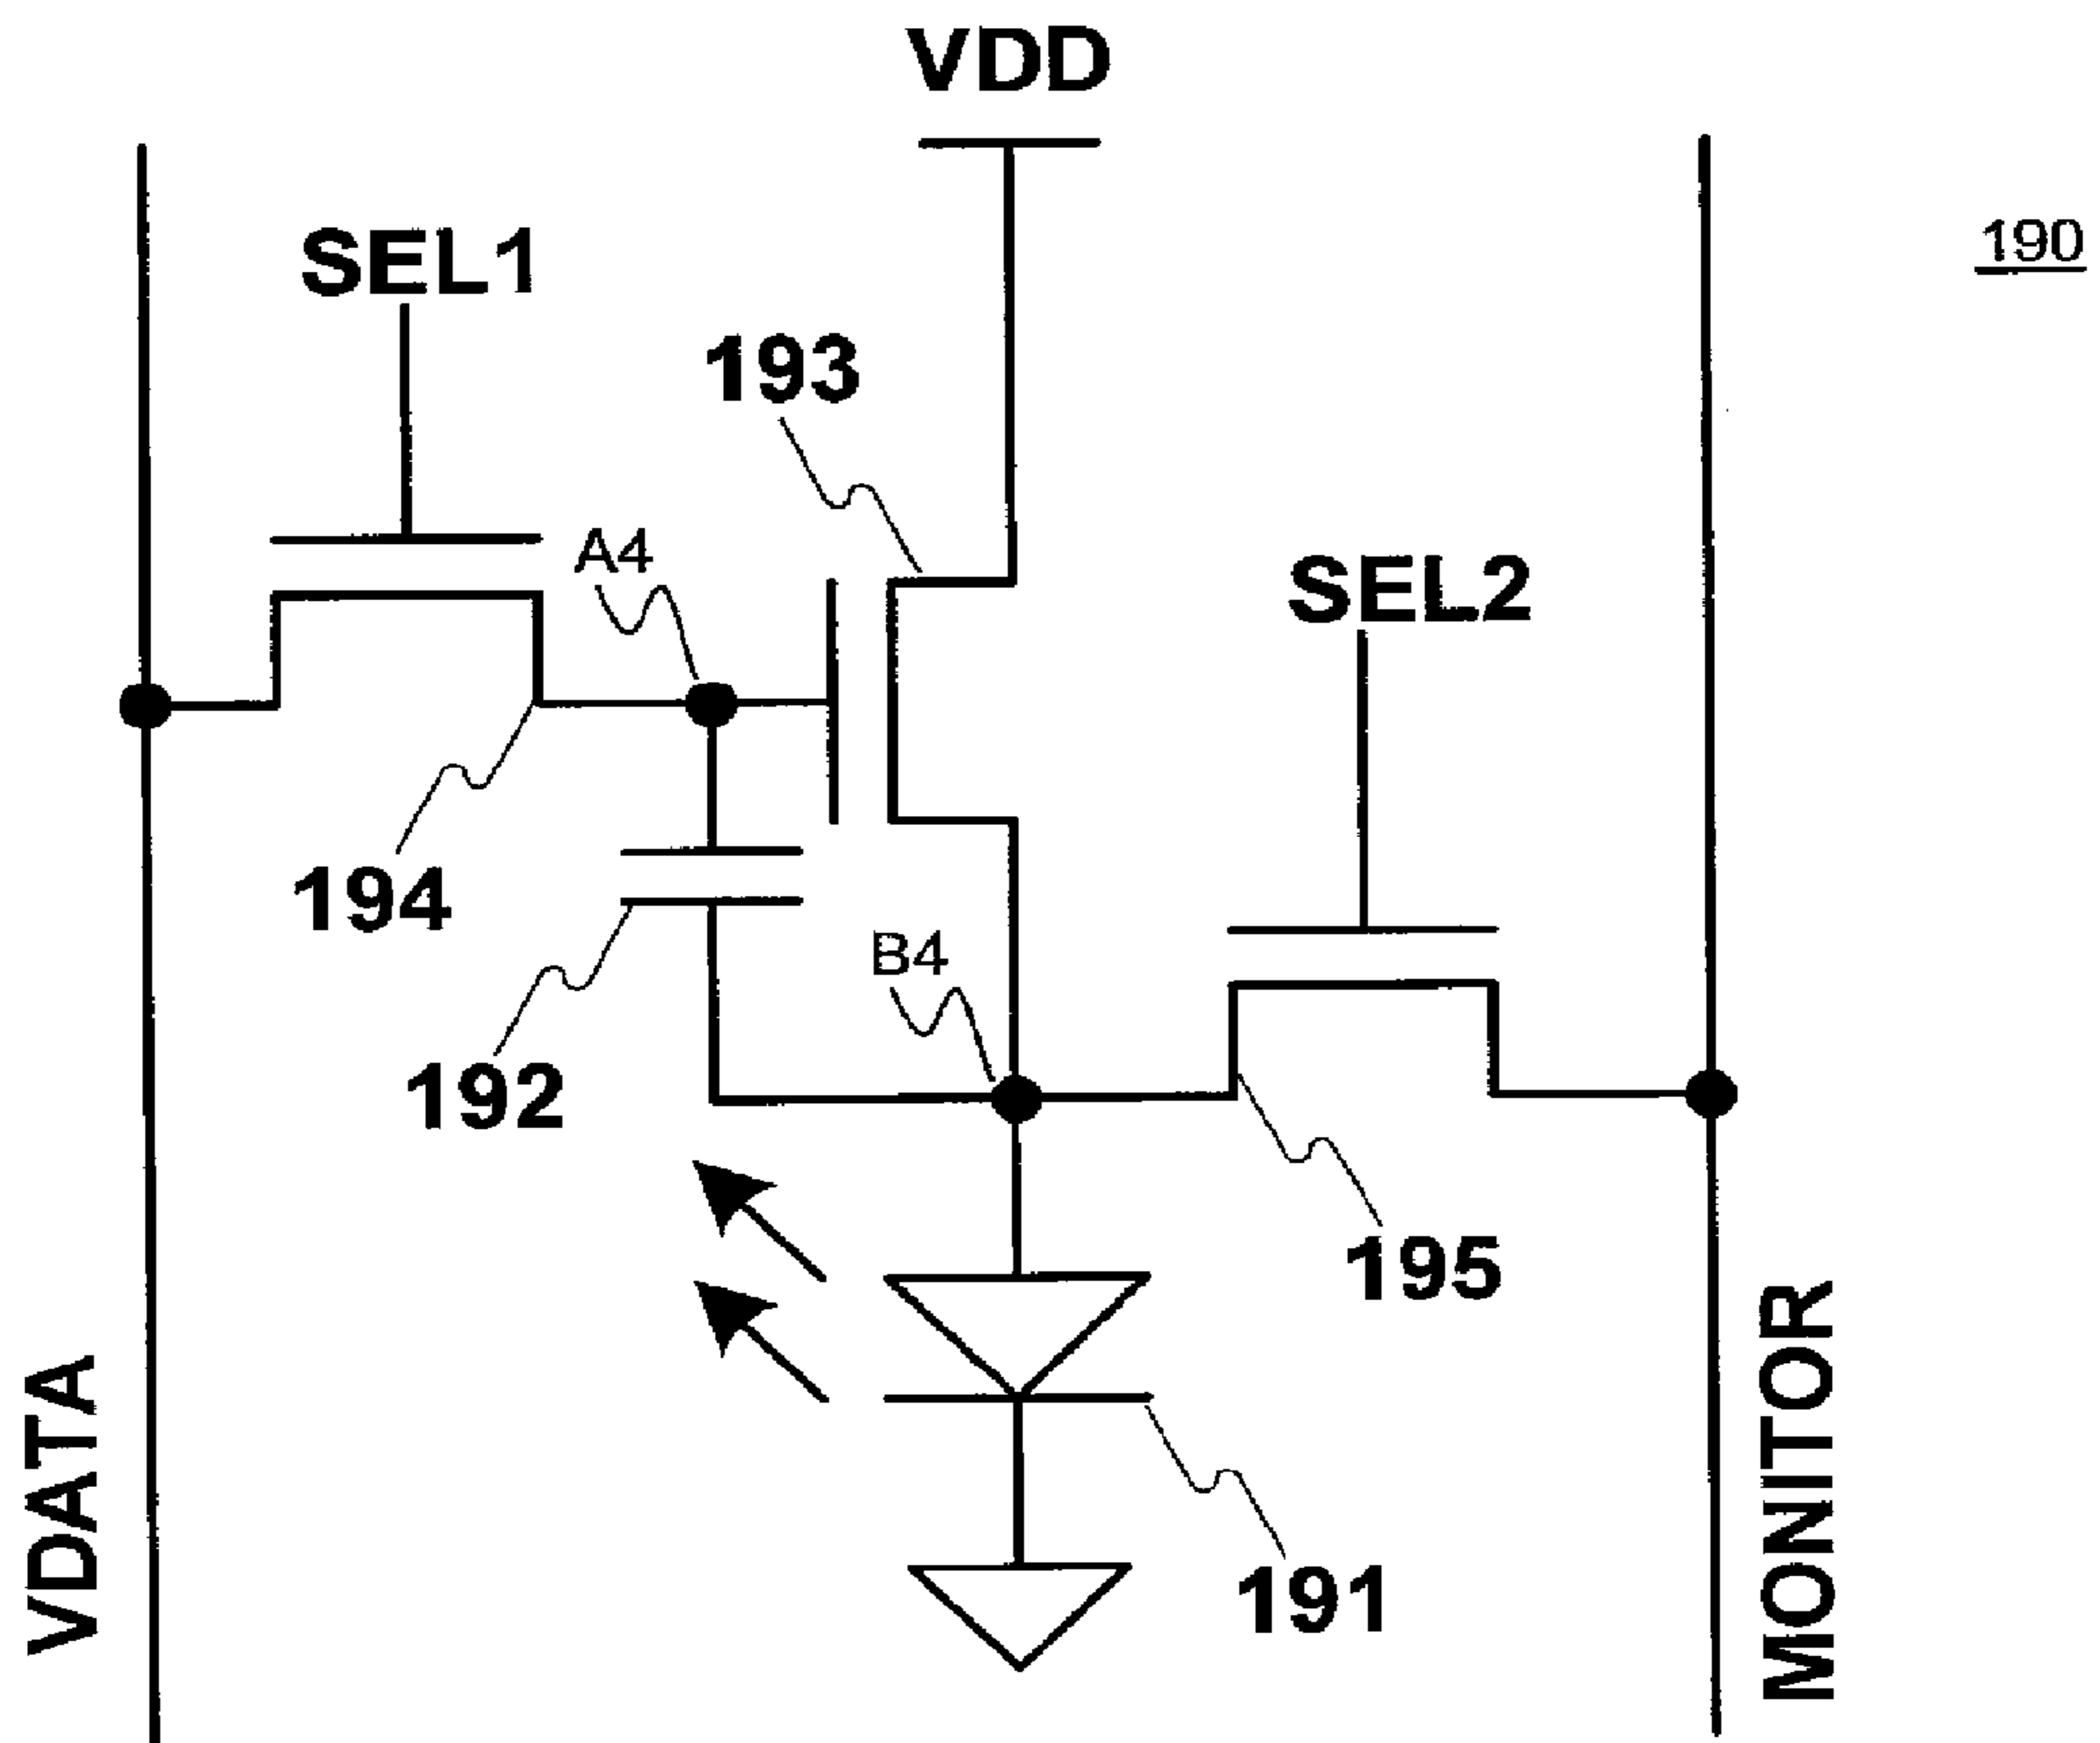 VDD
190
SEL1
193
A4
SEL2
194
B4
192
195
191
VDATA
MONITOR